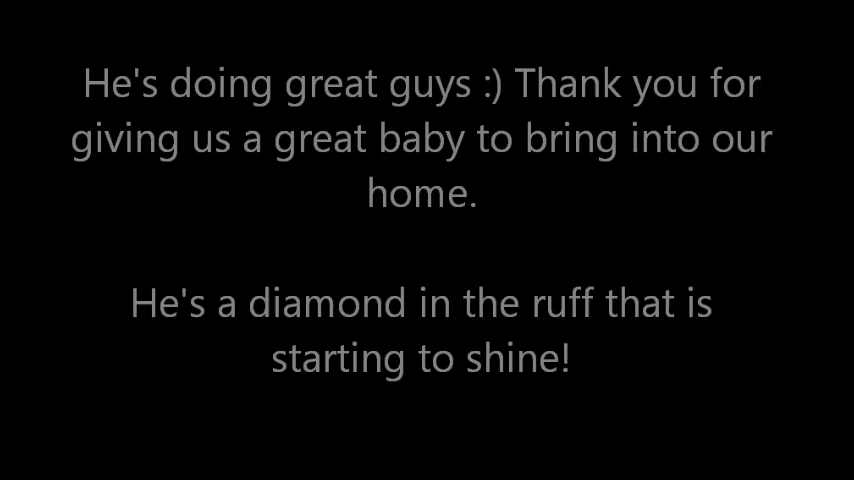 He's doing great guys :) Thank you for
giving us a great baby to bring into our
home.
He's a diamond in the ruff that is
starting to shine!